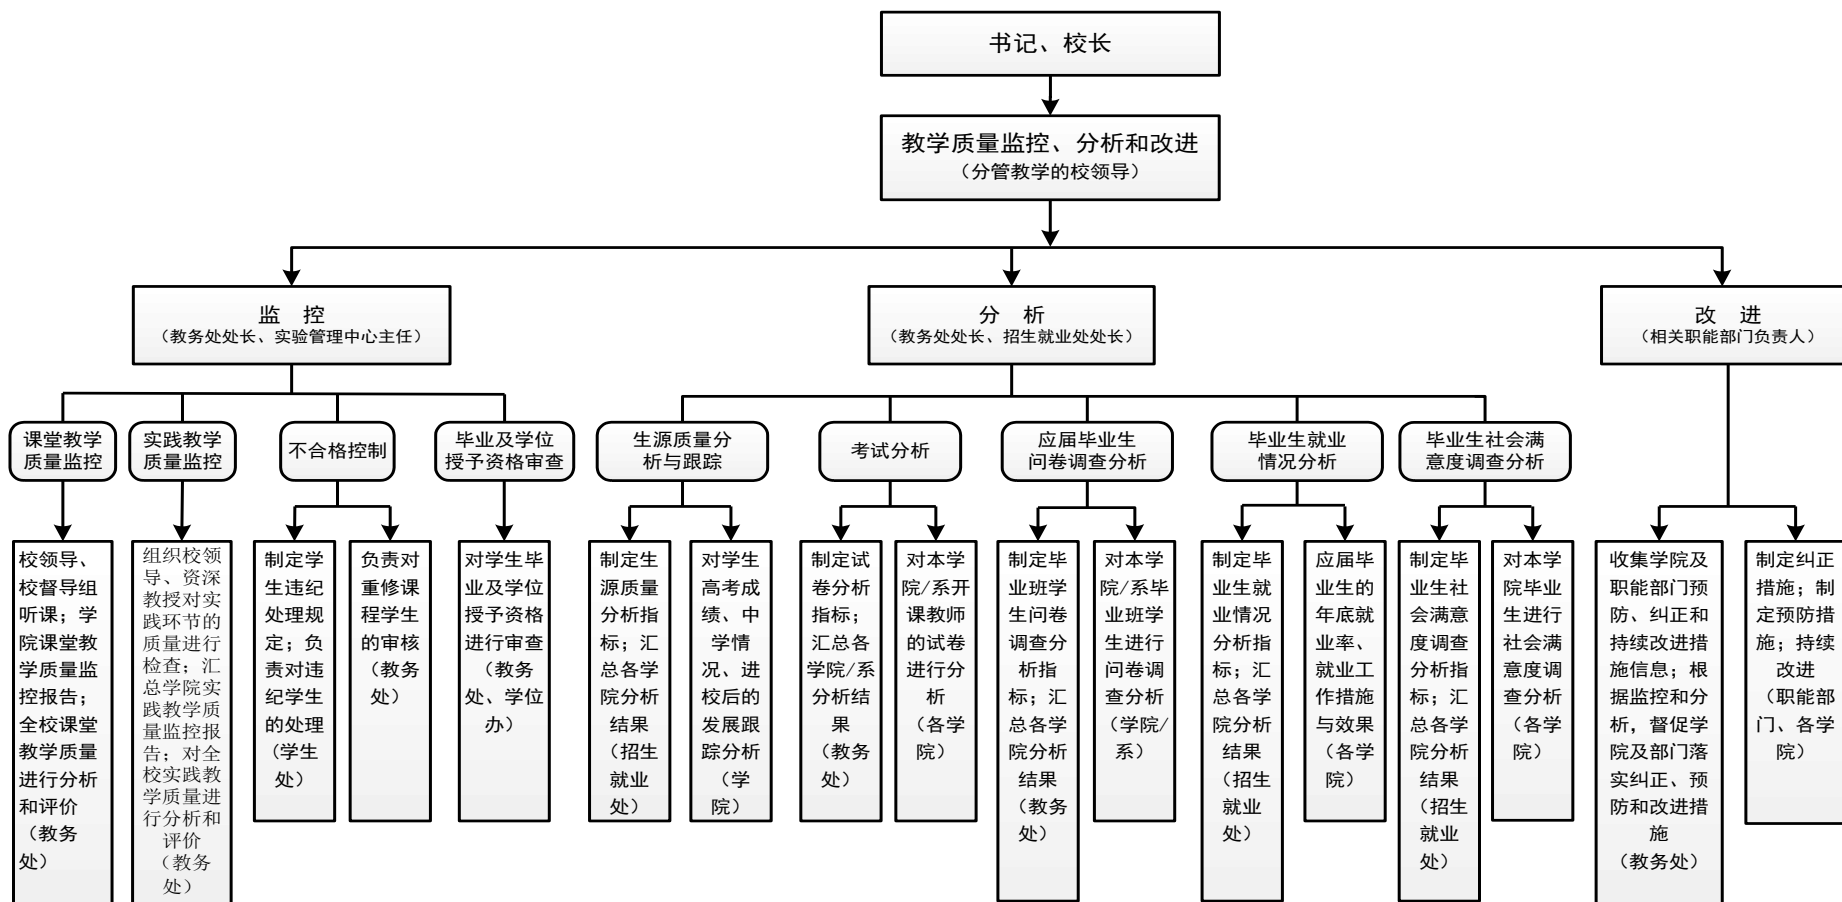 书记、校长
教学质量监控、分析和改进
（分管教学的校领导）
监 控
（教务处处长、实验管理中心主任）
分 析
（教务处处长、招生就业处处长）
改 进
（相关职能部门负责人）
课堂教学
质量监控
实践教学
质量监控
不合格控制
毕业及学位
授予资格审查
生源质量分
析与跟踪
考试分析
应届毕业生
问卷调查分析
毕业生就业
情况分析
毕业生社会满
意度调查分析
校领导、
校督导组
听课；学
院课堂教
学质量监
控报告；
全校课堂
教学质量
进行分析
和评价
（教务
处）
组织校领
导、资深
教授对实
践环节的
质量进行
检查；汇
总学院实
践教学质
量监控报
告；对全
校实践教
学质量进
行分析和
评价
（教务
处）
制定学
生违纪
处理规
定；负
责对违
纪学生
的处理
（学生
处）
负责对
重修课
程学生
的审核
（教务
处）
对学生毕
业及学位
授予资格
进行审查
（教务
处、学位
办）
制定生
源质量
分析指
标；汇
总各学
院分析
结果
（招生
就业
处）
对学生
高考成
绩、中
学情
况、进
校后的
发展跟
踪分析
（学
院）
制定试
卷分析
指标；
汇总各
学院/系
分析结
果
（教务
处）
对本学
院/系开
课教师
的试卷
进行分
析
（各学
院）
制定毕
业班学
生问卷
调查分
析指
标；汇
总各学
院分析
结果
（教务
处）
对本学
院/系毕
业班学
生进行
问卷调
查分析
（学院/
系）
制定毕
业生就
业情况
分析指
标；汇
总各学
院分析
结果
（招生
就业
处）
应届毕
业生的
年底就
业率、
就业工
作措施
与效果
（各学
院）
制定毕
业生社
会满意
度调查
分析指
标；汇
总各学
院分析
结果
（招生
就业
处）
对本学
院毕业
生进行
社会满
意度调
查分析
（各学
院）
收集学院及
职能部门预
防、纠正和
持续改进措
施信息；根
据监控和分
析，督促学
院及部门落
实纠正、预
防和改进措
施
（教务处）
制定纠正
措施；制
定预防措
施；持续
改进
（职能部
门、各学
院）